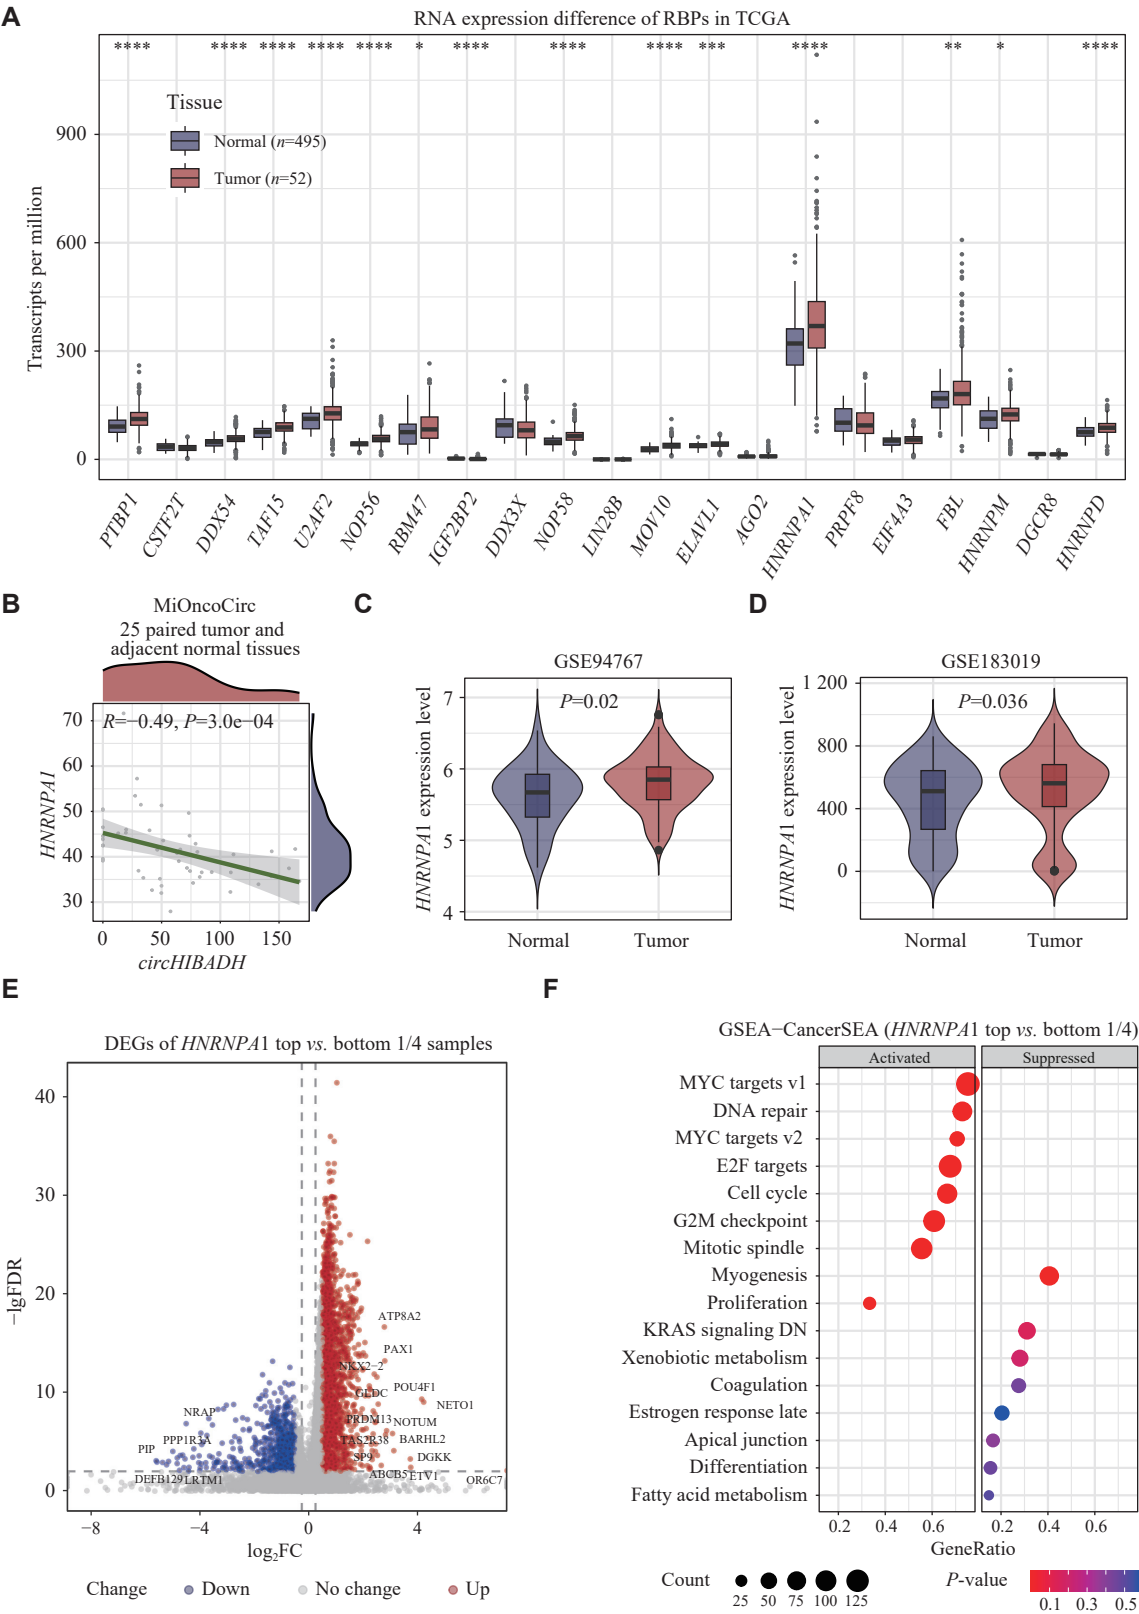 A
RNA expression difference of RBPs in TCGA
**** **** **** **** **** * **** **** **** *** **** ** * ****
Tissue
Normal (n=495)
Tumor (n=52)
Transcripts per million
900
600
300
0
PTBP1 CSTF2T DDX54 TAF15 U2AF2 NOP56 RBM47 IGF2BP2 DDX3X NOP58 LIN28B MOV10 ELAVL1 AGO2 HNRNPA1 PRPF8 EIF4A3 FBL HNRNPM DGCR8 HNRNPD
B
MiOncoCirc
25 paired tumor and
adjacent normal tissues
R=−0.49, P=3.0e−04
HNRNPA1
70
60
50
40
30
0 50 100 150
circHIBADH
C
GSE94767
P=0.02
HNRNPA1 expression level
7
6
5
4
Normal Tumor
D
GSE183019
P=0.036
HNRNPA1 expression level
1 200
800
400
0
Normal Tumor
E
DEGs of HNRNPA1 top vs. bottom 1/4 samples
−lgFDR
40
30
20
10
0
ATP8A2
PAX1
NKX2−2
GLDC POU4F1
NETO1
NRAP
PRDM13 NOTUM
PPP1R3A TAS2R38 BARHL2
PIP SP9 DGKK
DEFB129 LRTM1 ABCB5 ETV1 OR6C7
−8 −4 0 4
log2FC
Change Down No change Up
F
GSEA−CancerSEA (HNRNPA1 top vs. bottom 1/4)
Activated Suppressed
MYC targets v1
DNA repair
MYC targets v2
E2F targets
Cell cycle
G2M checkpoint
Mitotic spindle
Myogenesis
Proliferation
KRAS signaling DN
Xenobiotic metabolism
Coagulation
Estrogen response late
Apical junction
Differentiation
Fatty acid metabolism
0.2 0.4 0.6 0.2 0.4 0.6
GeneRatio
Count
25 50 75 100 125
P-value
0.1 0.3 0.5